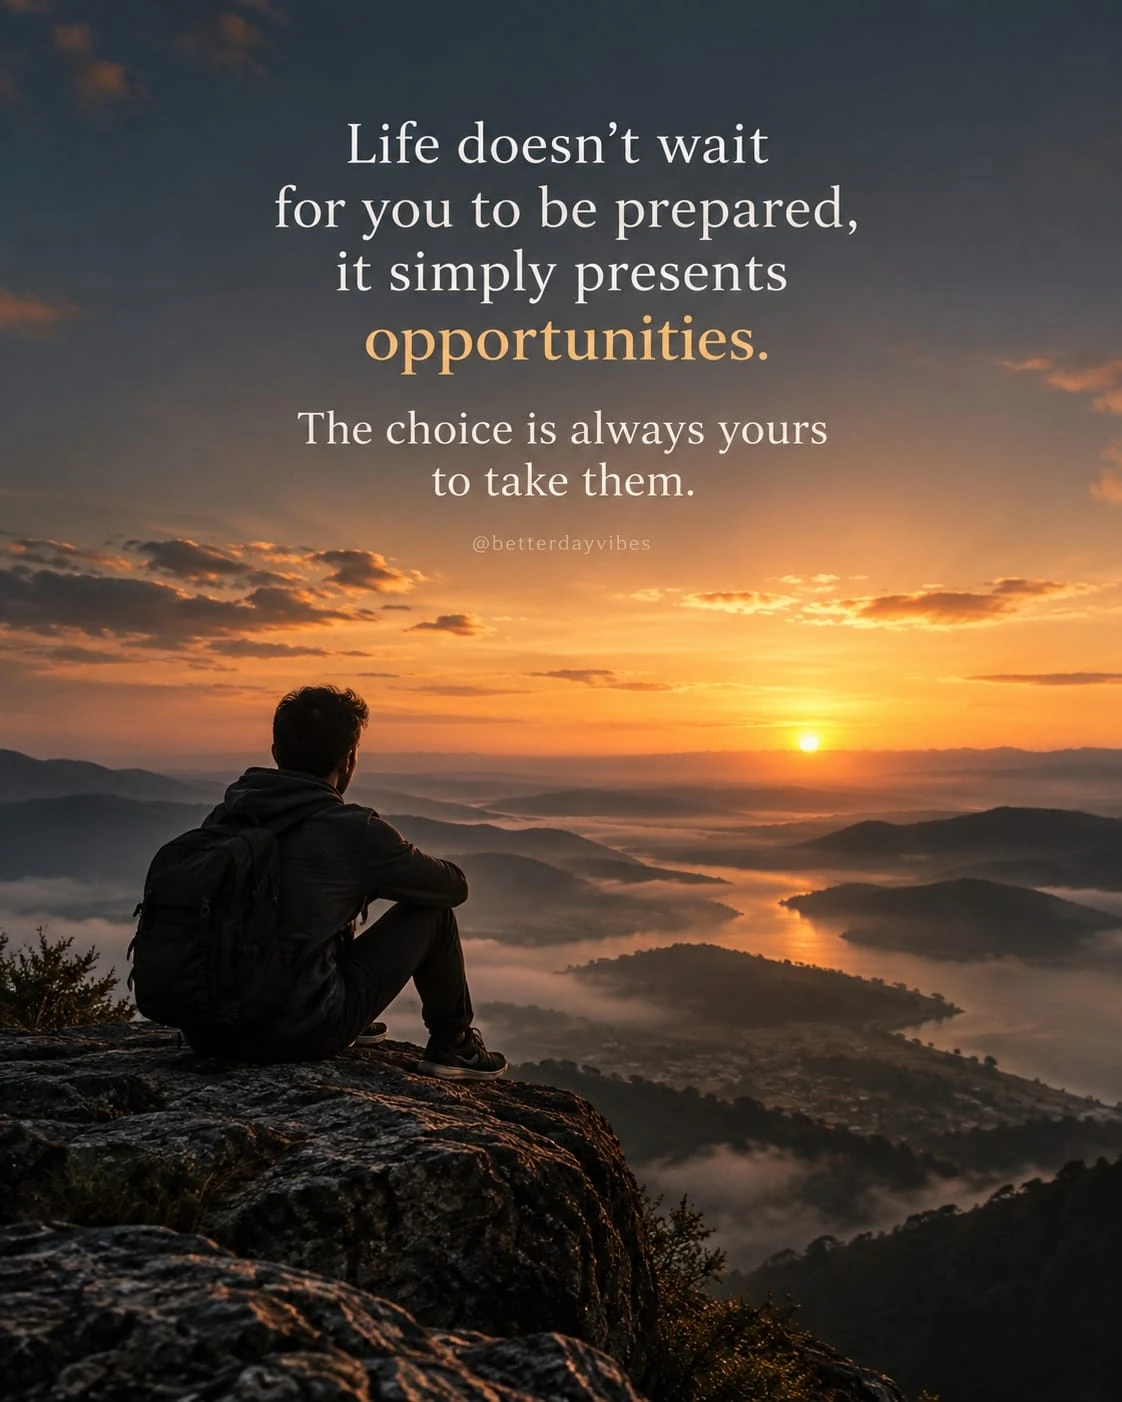 Life doesn’t wait
for you to be prepared,
it simply presents
opportunities.
The choice is always yours
to take them.
@betterdayvibes